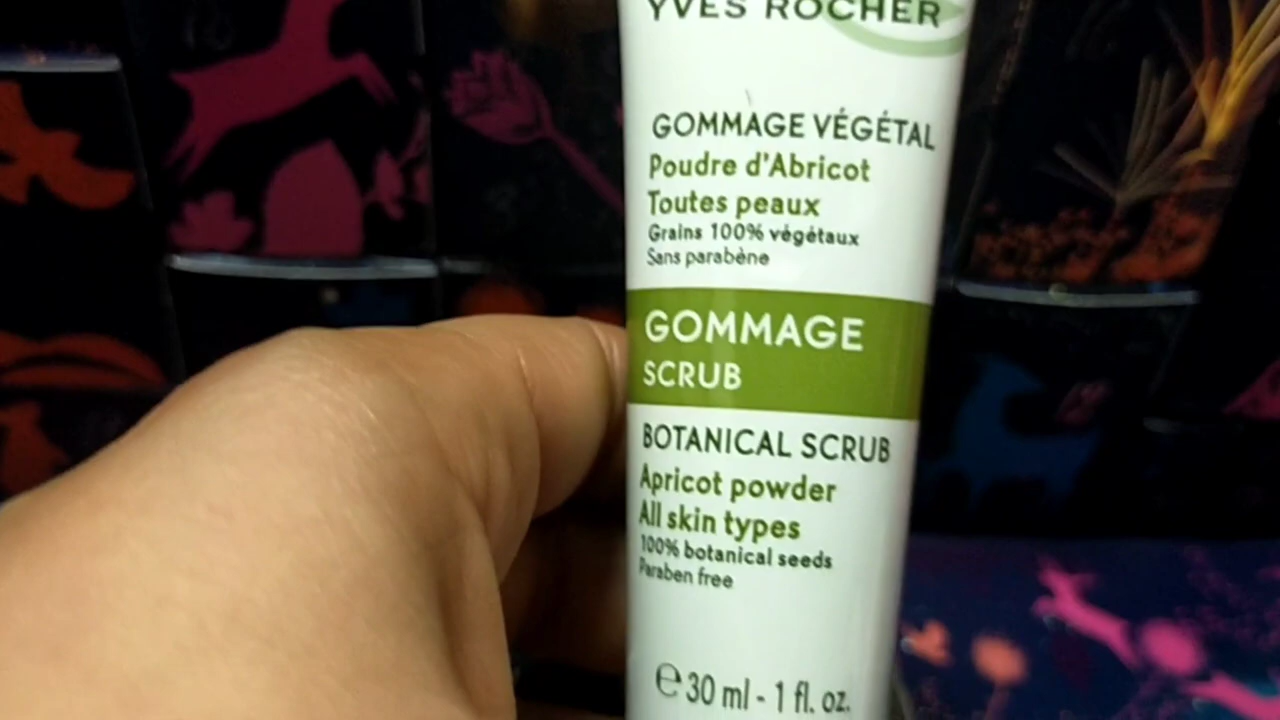 YVES ROCHER
GOMMAGE VÉGÉTAL
Poudre d'Abricot
Toutes peaux
Grains 100% végétaux
Sans parabène
GOMMAGE
SCRUB
BOTANICAL SCRUB
Apricot powder
All skin types
100% botanical seeds
Paraben free
℮ 30 ml - 1 fl. oz.